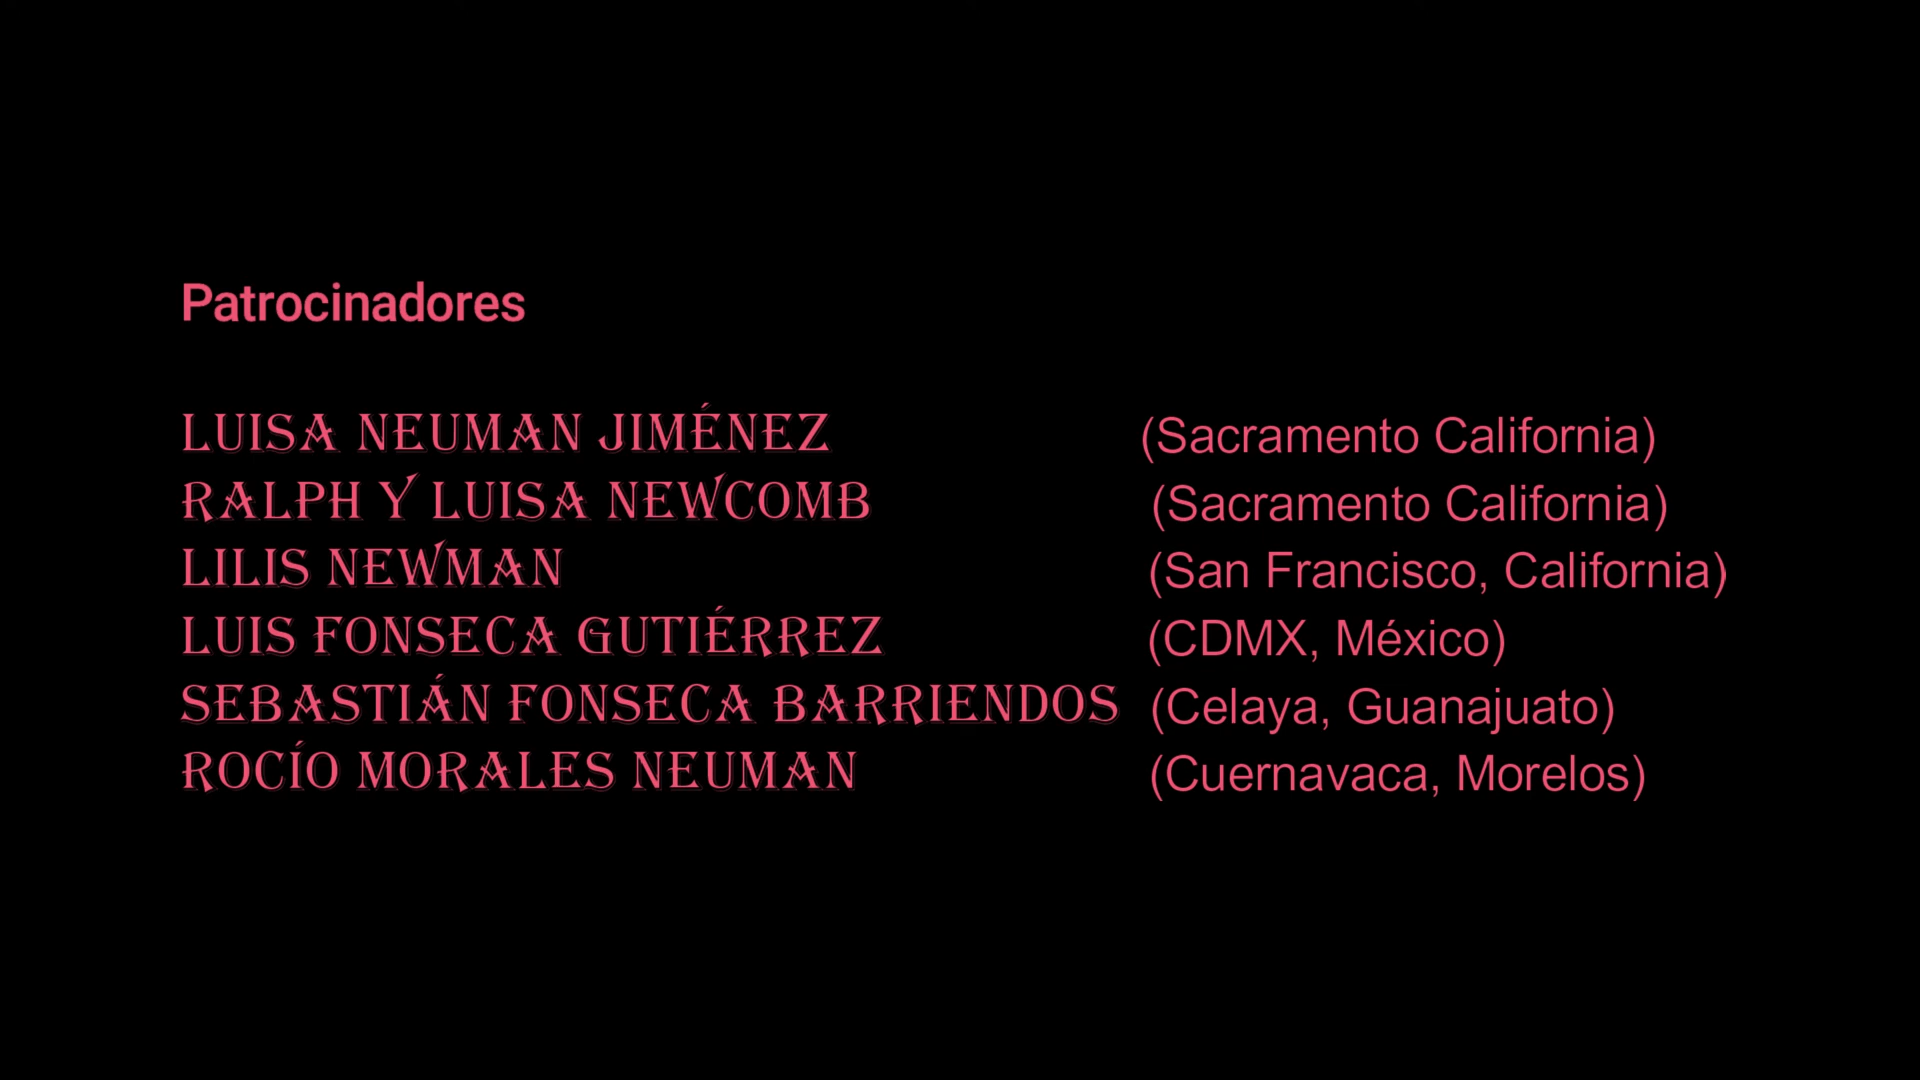 Patrocinadores
LUISA NEUMAN JIMÉNEZ (Sacramento California)
RALPH Y LUISA NEWCOMB (Sacramento California)
LILIS NEWMAN (San Francisco, California)
LUIS FONSECA GUTIÉRREZ (CDMX, México)
SEBASTIÁN FONSECA BARRIENDOS (Celaya, Guanajuato)
ROCÍO MORALES NEUMAN (Cuernavaca, Morelos)